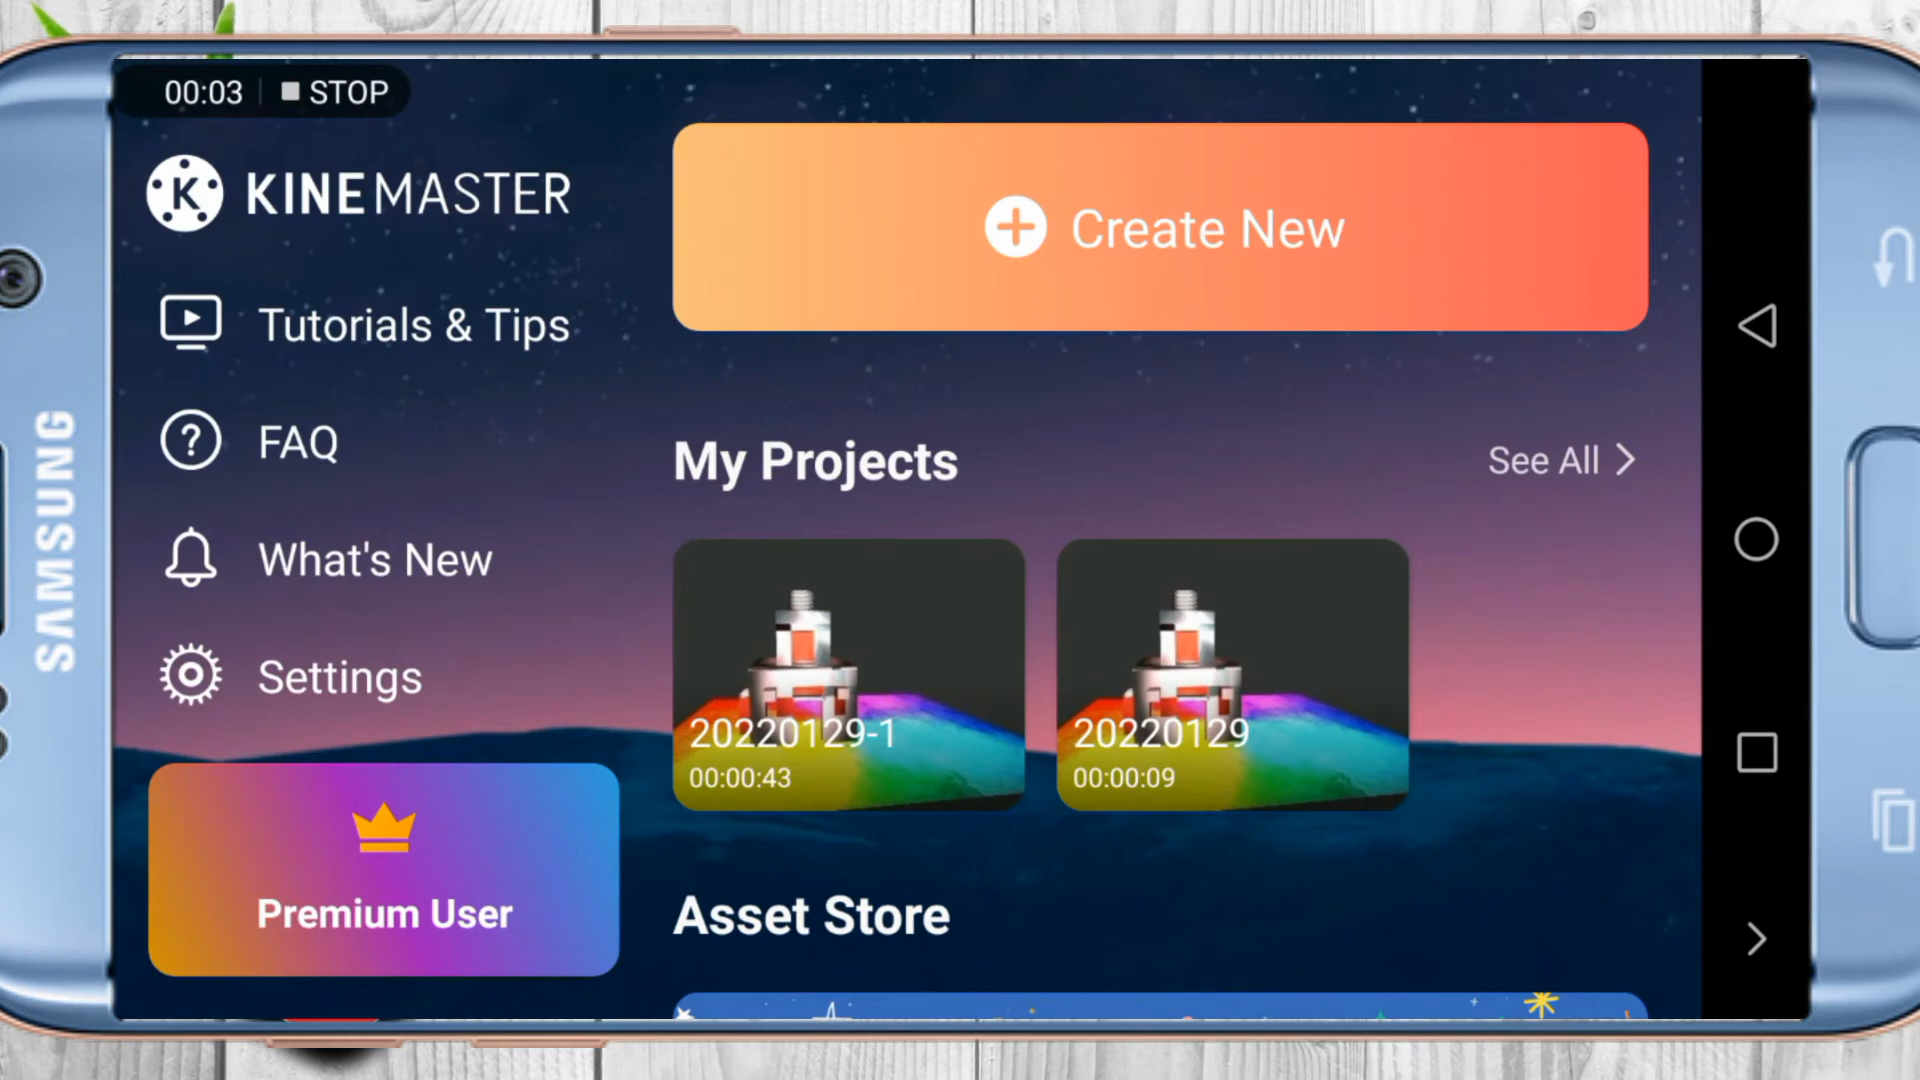 00:03 STOP
KINEMASTER
Tutorials & Tips
FAQ
What's New
Settings
Premium User
Create New
My Projects
See All
20220129-1
00:00:43
20220129
00:00:09
Asset Store
SAMSUNG